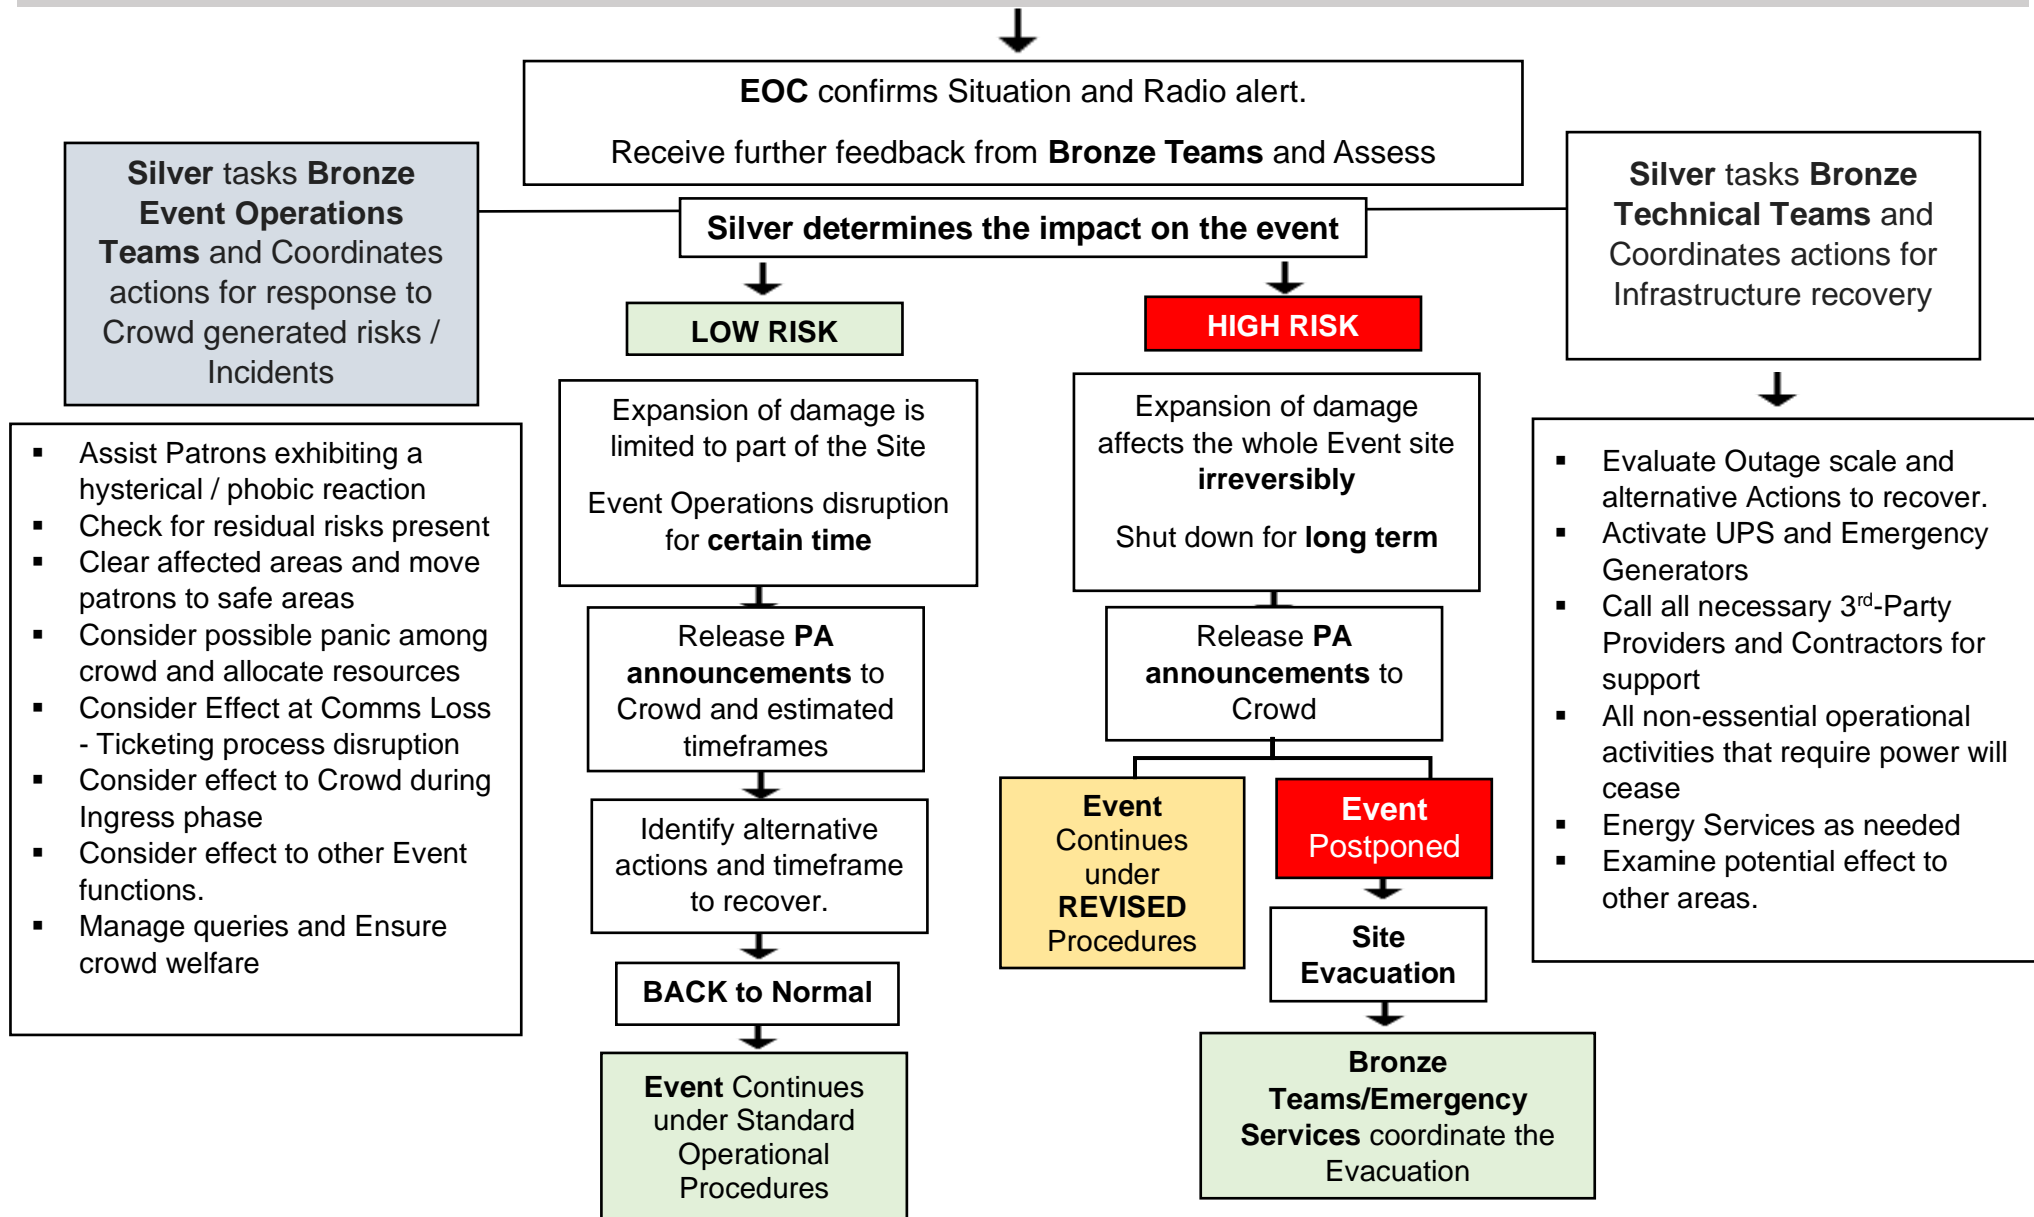 EOC confirms Situation and Radio alert.
Receive further feedback from Bronze Teams and Assess
Silver tasks Bronze
Event Operations
Teams and Coordinates
actions for response to
Crowd generated risks /
Incidents
Silver determines the impact on the event
Silver tasks Bronze
Technical Teams and
Coordinates actions for
Infrastructure recovery
▪ Assist Patrons exhibiting a
hysterical / phobic reaction
▪ Check for residual risks present
▪ Clear affected areas and move
patrons to safe areas
▪ Consider possible panic among
crowd and allocate resources
▪ Consider Effect at Comms Loss
- Ticketing process disruption
▪ Consider effect to Crowd during
Ingress phase
▪ Consider effect to other Event
functions.
▪ Manage queries and Ensure
crowd welfare
LOW RISK
Expansion of damage is
limited to part of the Site
Event Operations disruption
for certain time
Release PA
announcements to
Crowd and estimated
timeframes
Identify alternative
actions and timeframe
to recover.
BACK to Normal
Event Continues
under Standard
Operational
Procedures
HIGH RISK
Expansion of damage
affects the whole Event site
irreversibly
Shut down for long term
Release PA
announcements to
Crowd
Event
Continues
under
REVISED
Procedures
Event
Postponed
Site
Evacuation
Bronze
Teams/Emergency
Services coordinate the
Evacuation
▪ Evaluate Outage scale and
alternative Actions to recover.
▪ Activate UPS and Emergency
Generators
▪ Call all necessary 3rd-Party
Providers and Contractors for
support
▪ All non-essential operational
activities that require power will
cease
▪ Energy Services as needed
▪ Examine potential effect to
other areas.